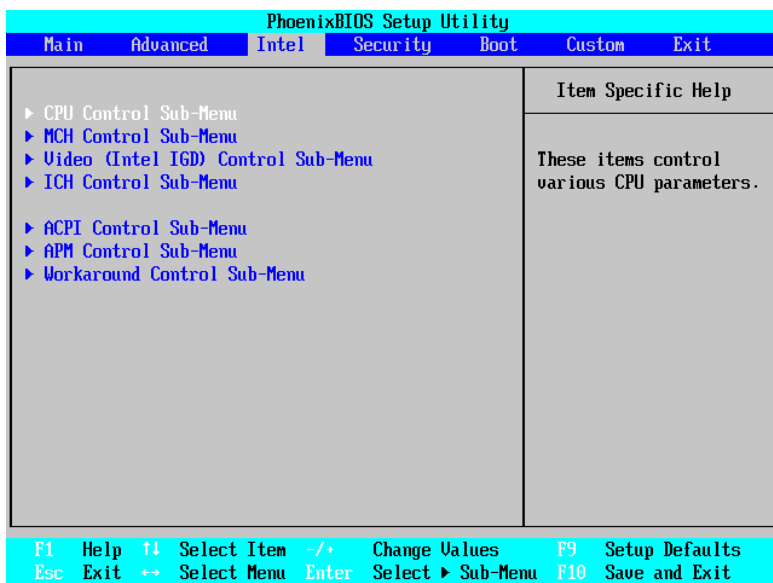 PhoenixBIOS Setup Utility
Main Advanced Intel Security Boot Custom Exit
Item Specific Help
▶ CPU Control Sub-Menu
▶ MCH Control Sub-Menu
▶ Video (Intel IGD) Control Sub-Menu
▶ ICH Control Sub-Menu
▶ ACPI Control Sub-Menu
▶ APM Control Sub-Menu
▶ Workaround Control Sub-Menu
These items control
various CPU parameters.
F1 Help ↑↓ Select Item -/+ Change Values F9 Setup Defaults
Esc Exit ↔ Select Menu Enter Select ▶ Sub-Menu F10 Save and Exit